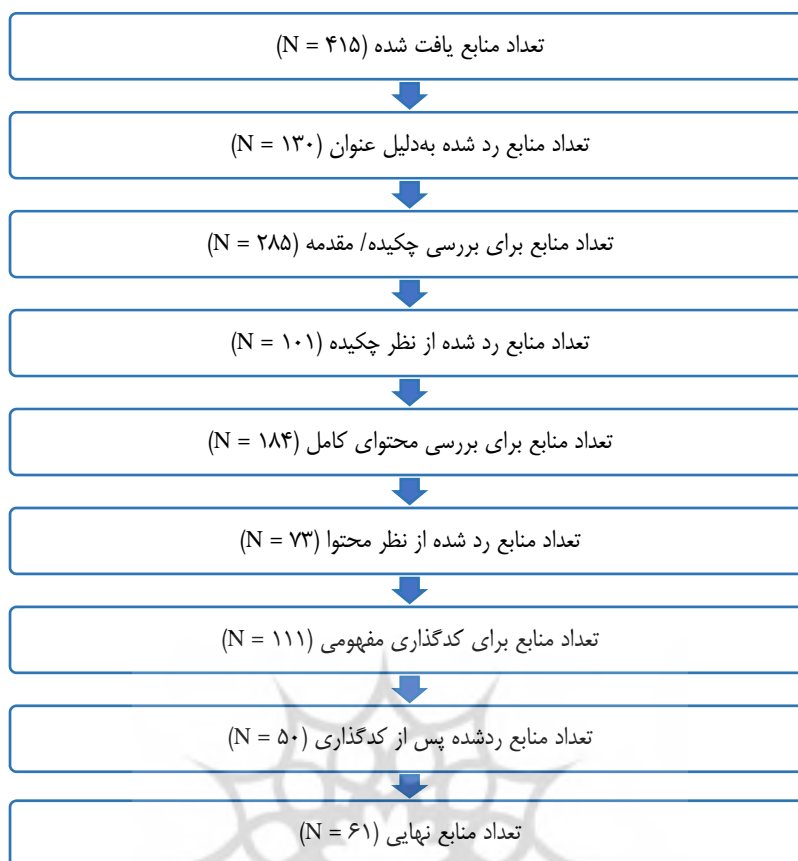 تعداد منابع یافت شده (N = ۴۱۵)
تعداد منابع رد شده به‌دلیل عنوان (N = ۱۳۰)
تعداد منابع برای بررسی چکیده/ مقدمه (N = ۲۸۵)
تعداد منابع رد شده از نظر چکیده (N = ۱۰۱)
تعداد منابع برای بررسی محتوای کامل (N = ۱۸۴)
تعداد منابع رد شده از نظر محتوا (N = ۷۳)
تعداد منابع برای کدگذاری مفهومی (N = ۱۱۱)
تعداد منابع ردشده پس از کدگذاری (N = ۵۰)
تعداد منابع نهایی (N = ۶۱)